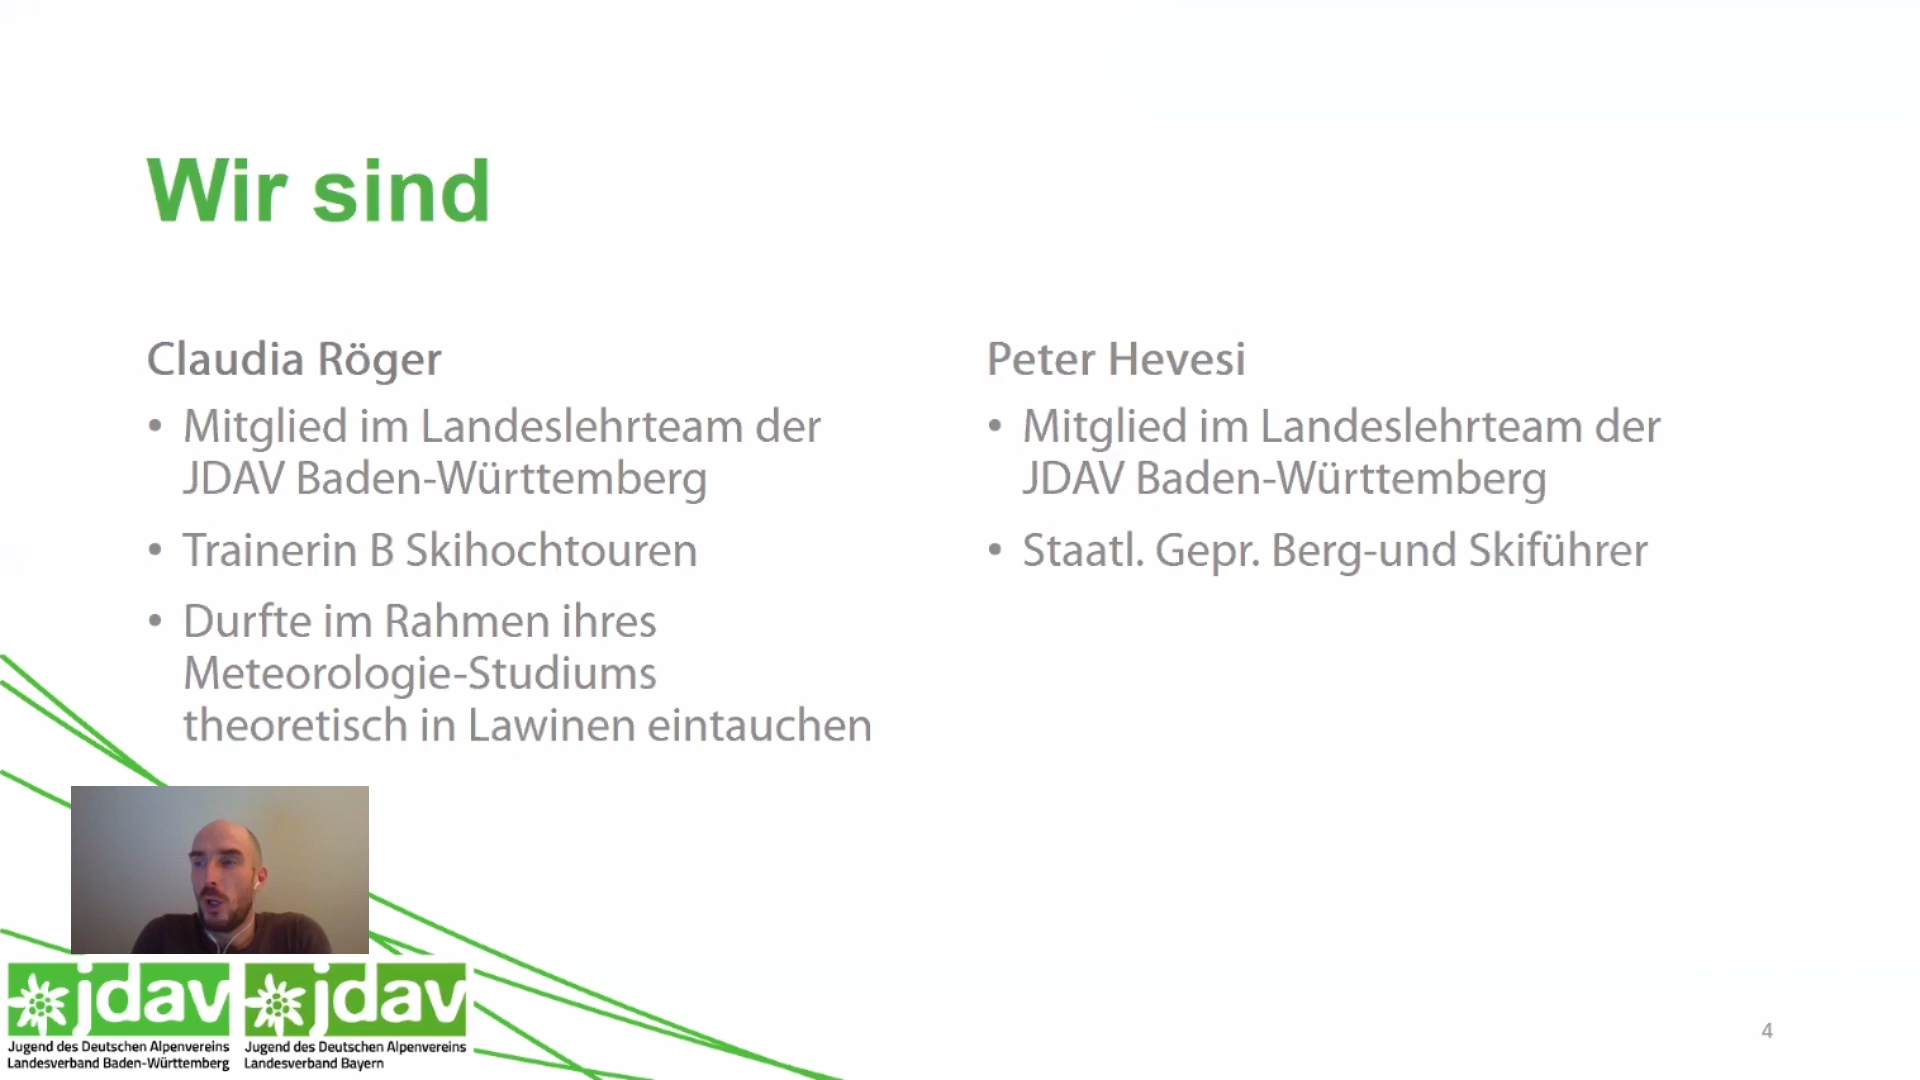 Wir sind
Claudia Röger
• Mitglied im Landeslehrteam der
JDAV Baden-Württemberg
• Trainerin B Skihochtouren
• Durfte im Rahmen ihres
Meteorologie-Studiums
theoretisch in Lawinen eintauchen
Peter Hevesi
• Mitglied im Landeslehrteam der
JDAV Baden-Württemberg
• Staatl. Gepr. Berg-und Skiführer
jdav
Jugend des Deutschen Alpenvereins
Landesverband Baden-Württemberg
jdav
Jugend des Deutschen Alpenvereins
Landesverband Bayern
4